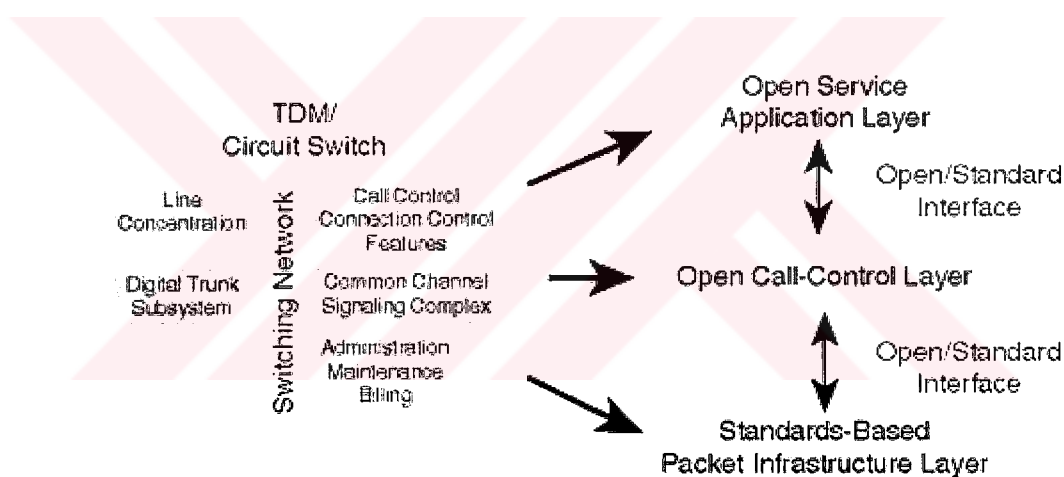 TDM/
Circuit Switch
Line
Concentration
Digital Trunk
Subsystem
Switching Network
Call Control
Connection Control
Features
Common Channel
Signaling Complex
Administration
Maintenance
Billing
Open Service
Application Layer
Open/Standard
Interface
Open Call-Control Layer
Open/Standard
Interface
Standards-Based
Packet Infrastructure Layer